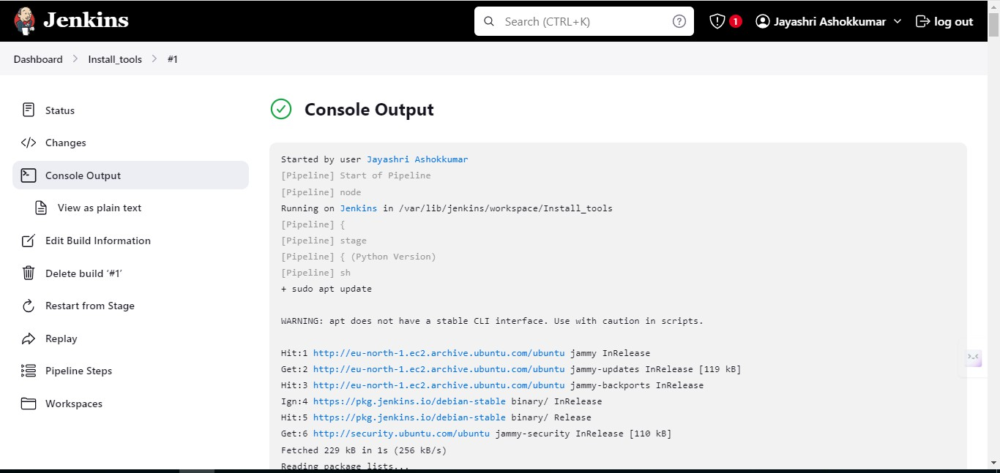 Jenkins
Search (CTRL+K)
1
Jayashri Ashokkumar
log out
Dashboard
Install_tools
#1
Status
Changes
Console Output
View as plain text
Edit Build Information
Delete build ‘#1’
Restart from Stage
Replay
Pipeline Steps
Workspaces
Console Output
Started by user Jayashri Ashokkumar
[Pipeline] Start of Pipeline
[Pipeline] node
Running on Jenkins in /var/lib/jenkins/workspace/Install_tools
[Pipeline] {
[Pipeline] stage
[Pipeline] { (Python Version)
[Pipeline] sh
+ sudo apt update
WARNING: apt does not have a stable CLI interface. Use with caution in scripts.
Hit:1 http://eu-north-1.ec2.archive.ubuntu.com/ubuntu jammy InRelease
Get:2 http://eu-north-1.ec2.archive.ubuntu.com/ubuntu jammy-updates InRelease [119 kB]
Hit:3 http://eu-north-1.ec2.archive.ubuntu.com/ubuntu jammy-backports InRelease
Ign:4 https://pkg.jenkins.io/debian-stable binary/ InRelease
Hit:5 https://pkg.jenkins.io/debian-stable binary/ Release
Get:6 http://security.ubuntu.com/ubuntu jammy-security InRelease [110 kB]
Fetched 229 kB in 1s (256 kB/s)
Reading package lists...